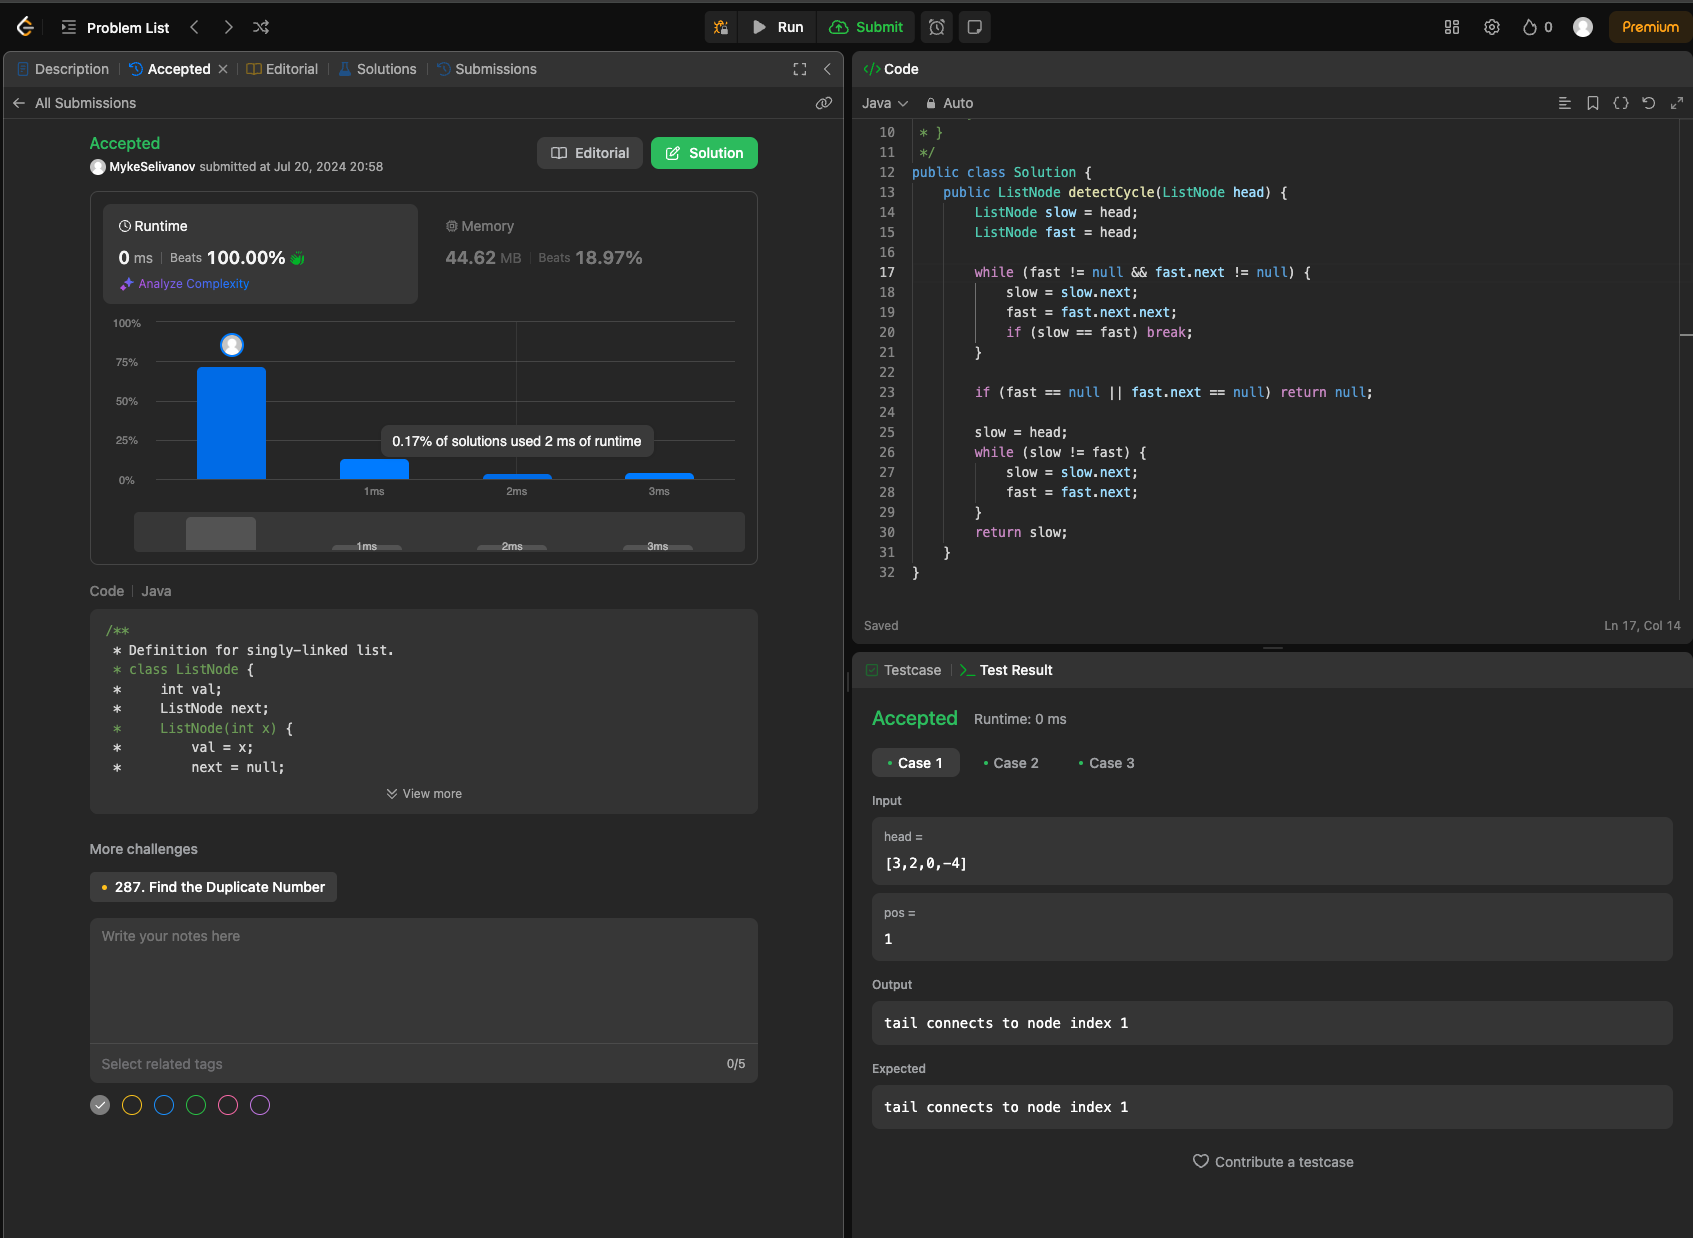 Problem List
Run
Submit
0
Premium
Description
Accepted
Editorial
Solutions
Submissions
All Submissions
Accepted
MykeSelivanov submitted at Jul 20, 2024 20:58
Editorial
Solution
Runtime
0 ms
Beats 100.00%
Analyze Complexity
Memory
44.62 MB
Beats 18.97%
100%
75%
50%
25%
0%
0.17% of solutions used 2 ms of runtime
1ms
2ms
3ms
1ms
2ms
3ms
Code
Java
/**
* Definition for singly-linked list.
* class ListNode {
*     int val;
*     ListNode next;
*     ListNode(int x) {
*         val = x;
*         next = null;
View more
More challenges
287. Find the Duplicate Number
Write your notes here
Select related tags
0/5
</> Code
Java
Auto
10 * }
11 */
12 public class Solution {
13     public ListNode detectCycle(ListNode head) {
14         ListNode slow = head;
15         ListNode fast = head;
16
17         while (fast != null && fast.next != null) {
18             slow = slow.next;
19             fast = fast.next.next;
20             if (slow == fast) break;
21         }
22
23         if (fast == null || fast.next == null) return null;
24
25         slow = head;
26         while (slow != fast) {
27             slow = slow.next;
28             fast = fast.next;
29         }
30         return slow;
31     }
32 }
Saved
Ln 17, Col 14
Testcase
Test Result
Accepted
Runtime: 0 ms
Case 1
Case 2
Case 3
Input
head =
[3,2,0,-4]
pos =
1
Output
tail connects to node index 1
Expected
tail connects to node index 1
Contribute a testcase